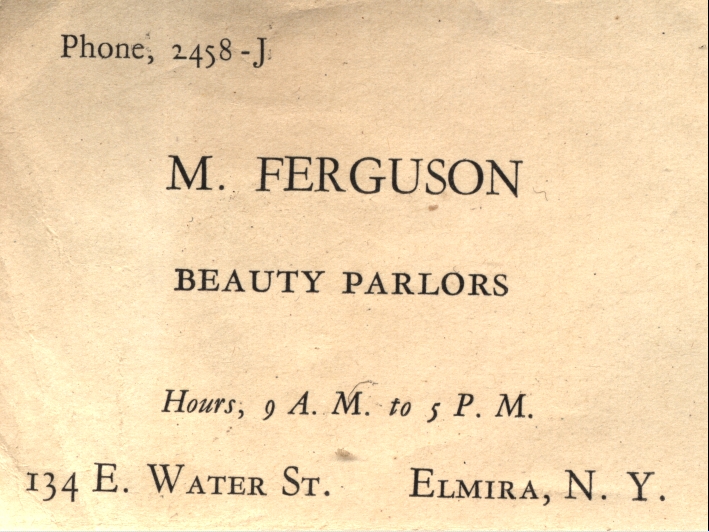 Phone, 2458-J
M. FERGUSON
BEAUTY PARLORS
Hours, 9 A. M. to 5 P. M.
134 E. WATER ST. ELMIRA, N. Y.